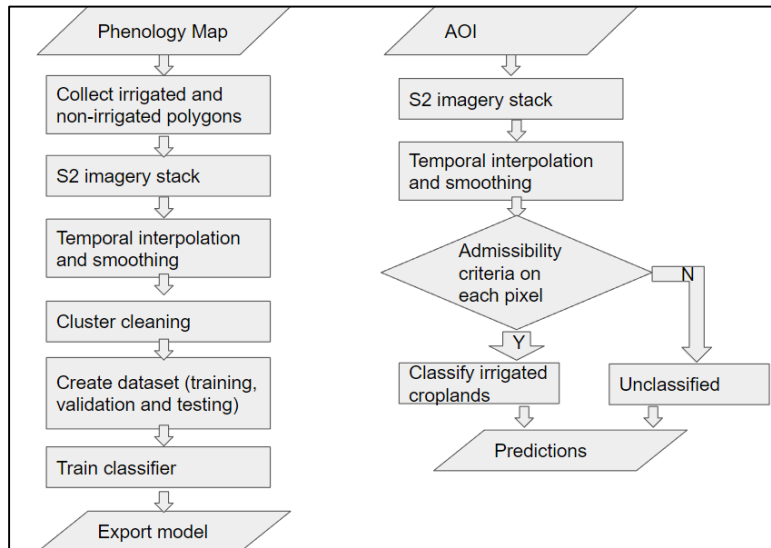 Phenology Map
Collect irrigated and
non-irrigated polygons
S2 imagery stack
Temporal interpolation
and smoothing
Cluster cleaning
Create dataset (training,
validation and testing)
Train classifier
Export model
AOI
S2 imagery stack
Temporal interpolation
and smoothing
Admissibility
criteria on
each pixel
N
Y
Classify irrigated
croplands
Unclassified
Predictions